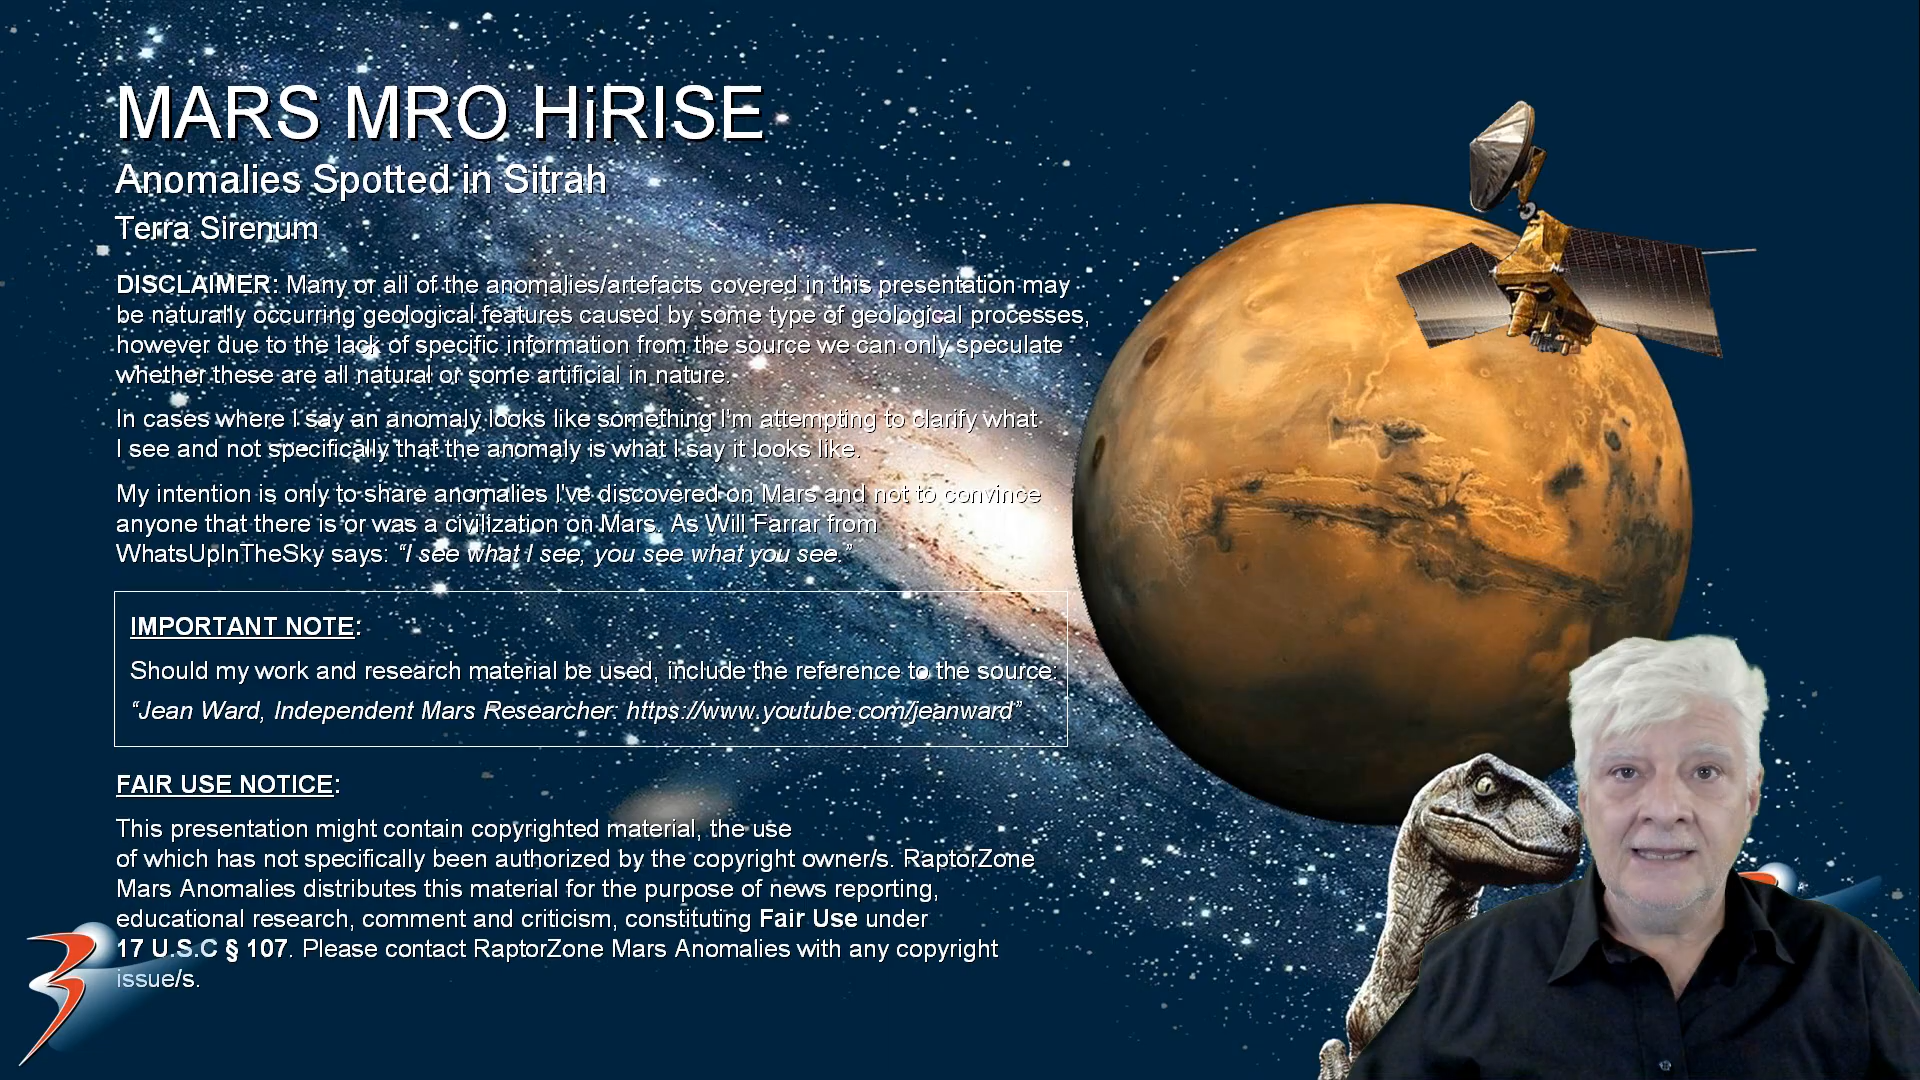 MARS MRO HiRISE
Anomalies Spotted in Sitrah
Terra Sirenum
DISCLAIMER: Many or all of the anomalies/artefacts covered in this presentation may
be naturally occurring geological features caused by some type of geological processes,
however due to the lack of specific information from the source we can only speculate
whether these are all natural or some artificial in nature.
In cases where I say an anomaly looks like something I'm attempting to clarify what
I see and not specifically that the anomaly is what I say it looks like.
My intention is only to share anomalies I've discovered on Mars and not to convince
anyone that there is or was a civilization on Mars. As Will Farrar from
WhatsUpInTheSky says: “I see what I see, you see what you see.”
IMPORTANT NOTE:
Should my work and research material be used, include the reference to the source:
“Jean Ward, Independent Mars Researcher: https://www.youtube.com/jeanward”
FAIR USE NOTICE:
This presentation might contain copyrighted material, the use
of which has not specifically been authorized by the copyright owner/s. RaptorZone
Mars Anomalies distributes this material for the purpose of news reporting,
educational research, comment and criticism, constituting Fair Use under
17 U.S.C § 107. Please contact RaptorZone Mars Anomalies with any copyright
issue/s.